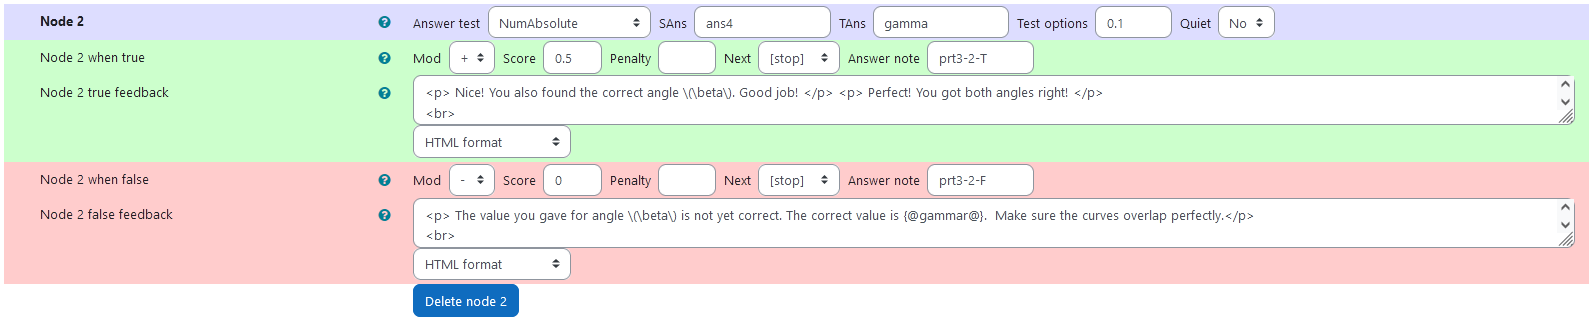 Node 2 Answer test NumAbsolute SAns ans4 TAns gamma Test options 0.1 Quiet No
Node 2 when true Mod + Score 0.5 Penalty Next [stop] Answer note prt3-2-T
Node 2 true feedback <p> Nice! You also found the correct angle \(\beta\). Good job! </p> <p> Perfect! You got both angles right! </p>
<br>
HTML format
Node 2 when false Mod - Score 0 Penalty Next [stop] Answer note prt3-2-F
Node 2 false feedback <p> The value you gave for angle \(\beta\) is not yet correct. The correct value is {@gammar@}.  Make sure the curves overlap perfectly.</p>
<br>
HTML format
Delete node 2